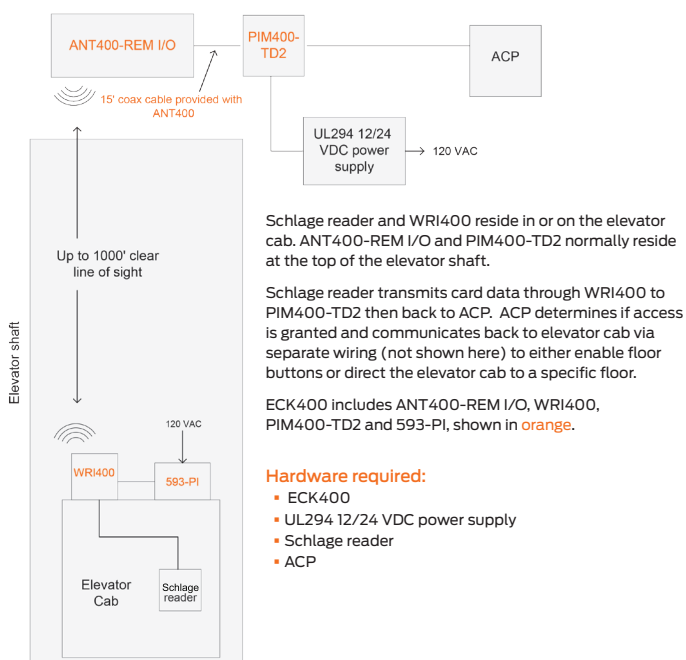 ANT400-REM I/O
PIM400-
TD2
ACP
15' coax cable provided with
ANT400
UL294 12/24
VDC power
supply
120 VAC
Up to 1000' clear
line of sight
Elevator shaft
120 VAC
WRI400
593-PI
Elevator
Cab
Schlage
reader
Schlage reader and WRI400 reside in or on the elevator
cab. ANT400-REM I/O and PIM400-TD2 normally reside
at the top of the elevator shaft.
Schlage reader transmits card data through WRI400 to
PIM400-TD2 then back to ACP. ACP determines if access
is granted and communicates back to elevator cab via
separate wiring (not shown here) to either enable floor
buttons or direct the elevator cab to a specific floor.
ECK400 includes ANT400-REM I/O, WRI400,
PIM400-TD2 and 593-PI, shown in orange.
Hardware required:
▪ ECK400
▪ UL294 12/24 VDC power supply
▪ Schlage reader
▪ ACP